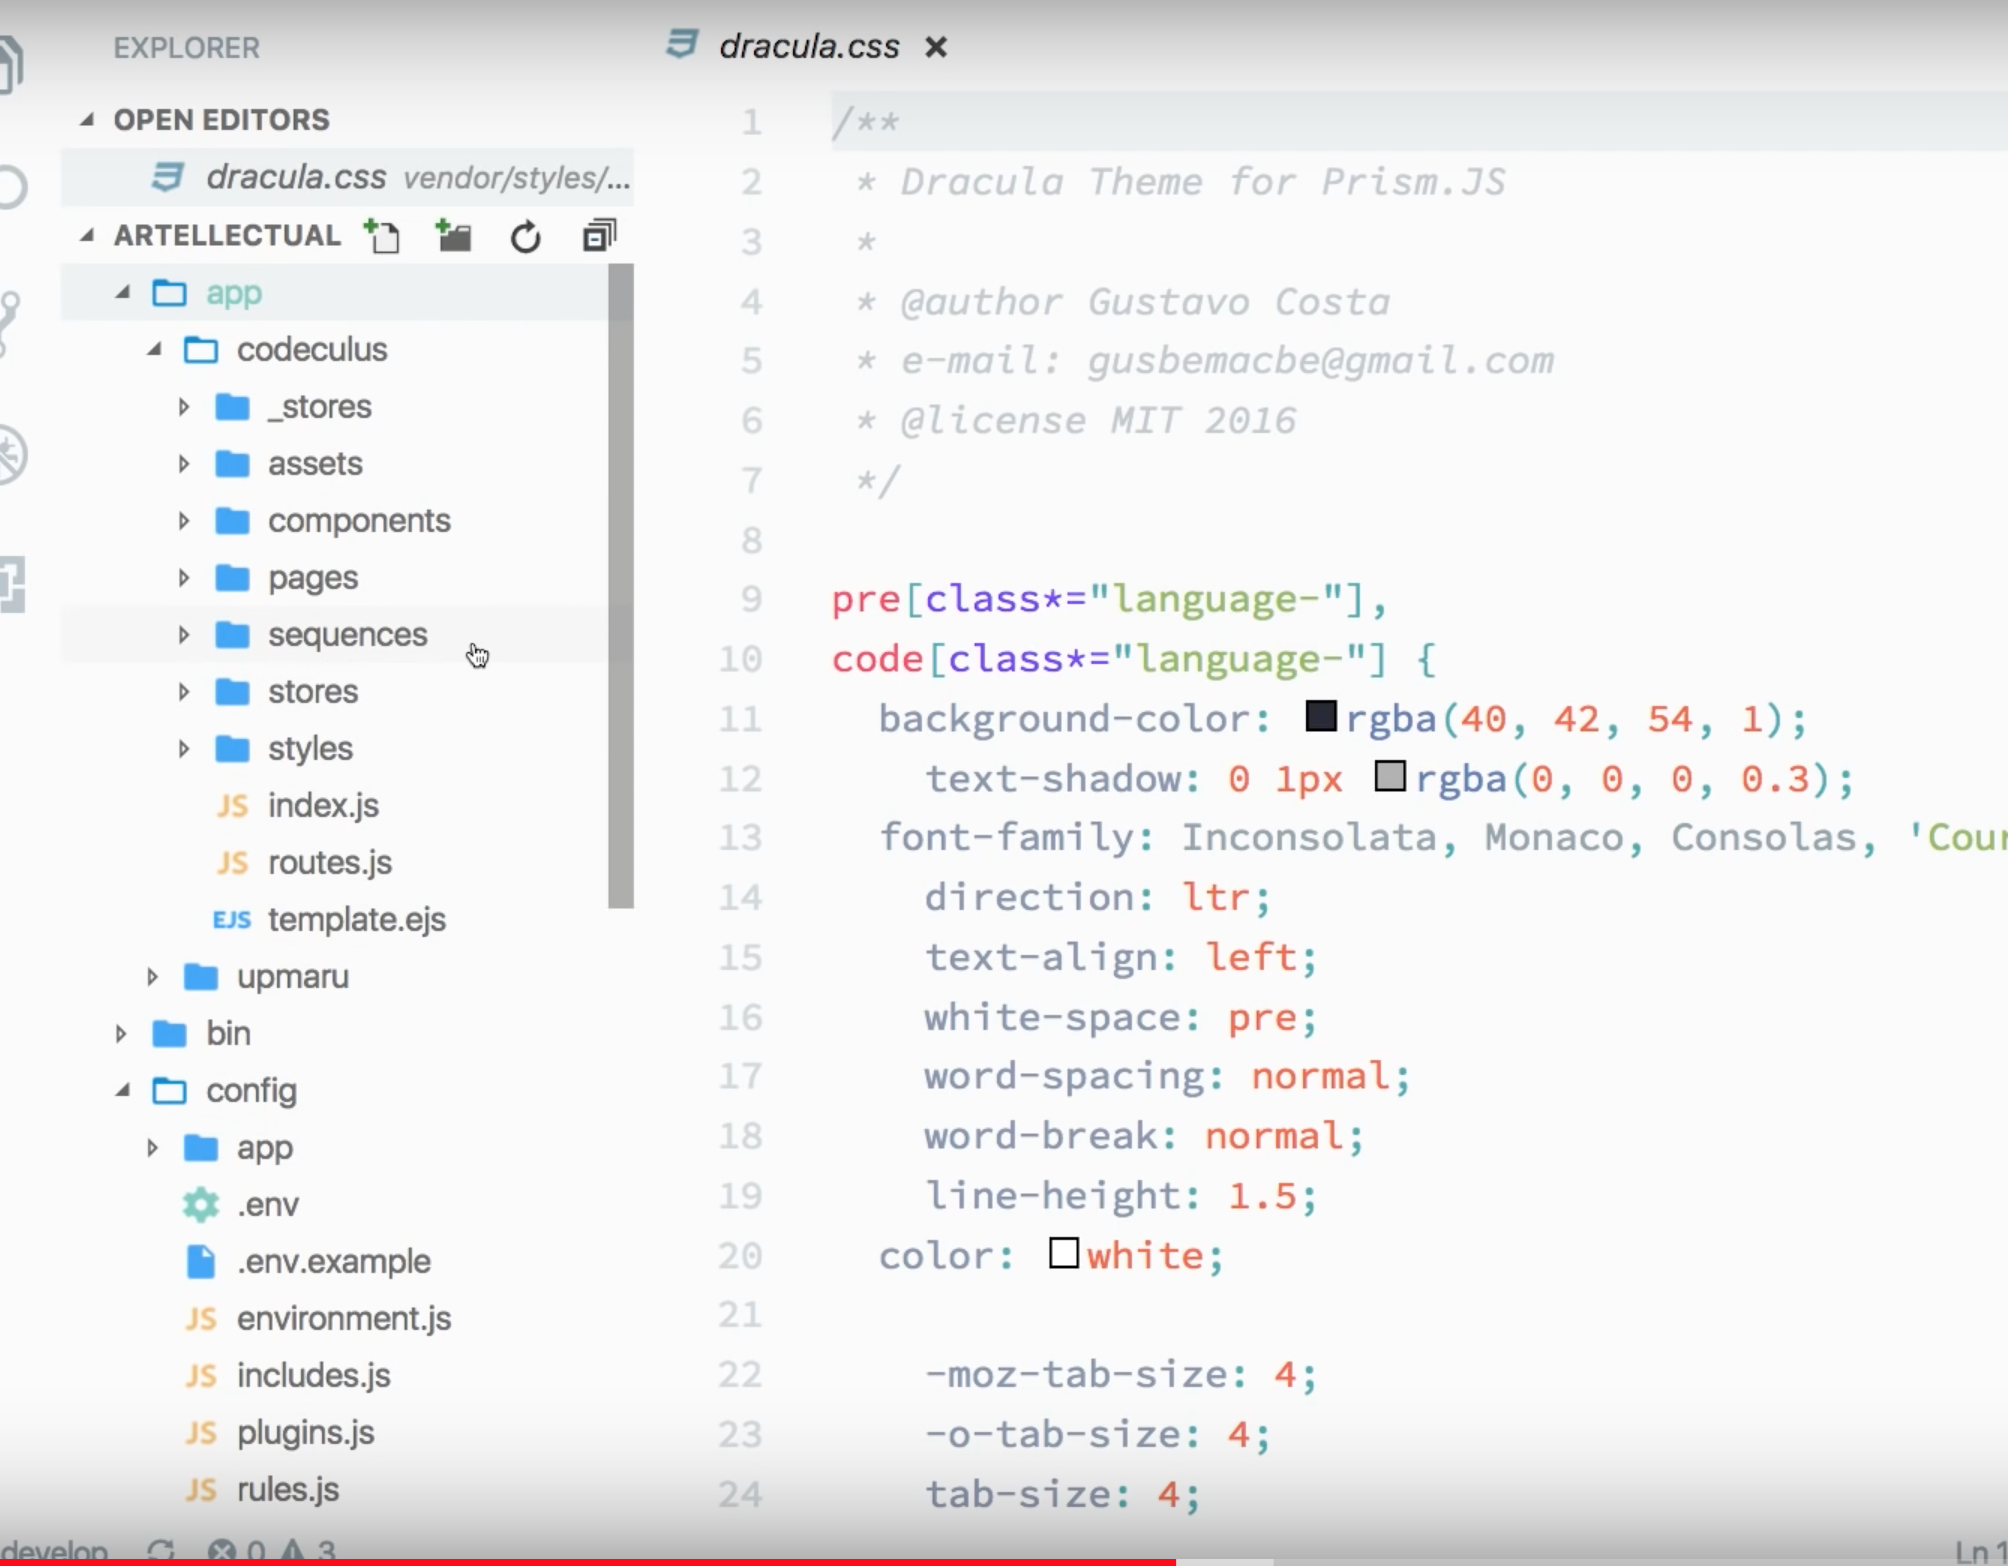 EXPLORER
OPEN EDITORS
dracula.css vendor/styles/...
ARTELLECTUAL
app
codeculus
_stores
assets
components
pages
sequences
stores
styles
JS index.js
JS routes.js
EJS template.ejs
upmaru
bin
config
app
.env
.env.example
JS environment.js
JS includes.js
JS plugins.js
JS rules.js
develop 0 3
dracula.css
1 /**
2 * Dracula Theme for Prism.JS
3 *
4 * @author Gustavo Costa
5 * e-mail: gusbemacbe@gmail.com
6 * @license MIT 2016
7 */
8
9 pre[class*="language-"],
10 code[class*="language-"] {
11 background-color: rgba(40, 42, 54, 1);
12 text-shadow: 0 1px rgba(0, 0, 0, 0.3);
13 font-family: Inconsolata, Monaco, Consolas, 'Cour
14 direction: ltr;
15 text-align: left;
16 white-space: pre;
17 word-spacing: normal;
18 word-break: normal;
19 line-height: 1.5;
20 color: white;
21
22 -moz-tab-size: 4;
23 -o-tab-size: 4;
24 tab-size: 4;
Ln 1